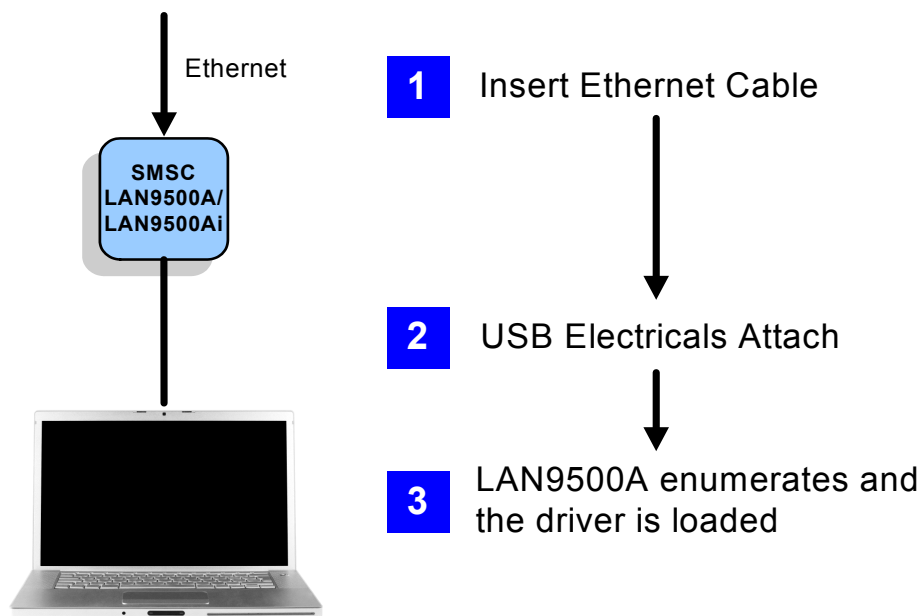 Ethernet
SMSC
LAN9500A/
LAN9500Ai
1 Insert Ethernet Cable
2 USB Electricals Attach
3 LAN9500A enumerates and
the driver is loaded